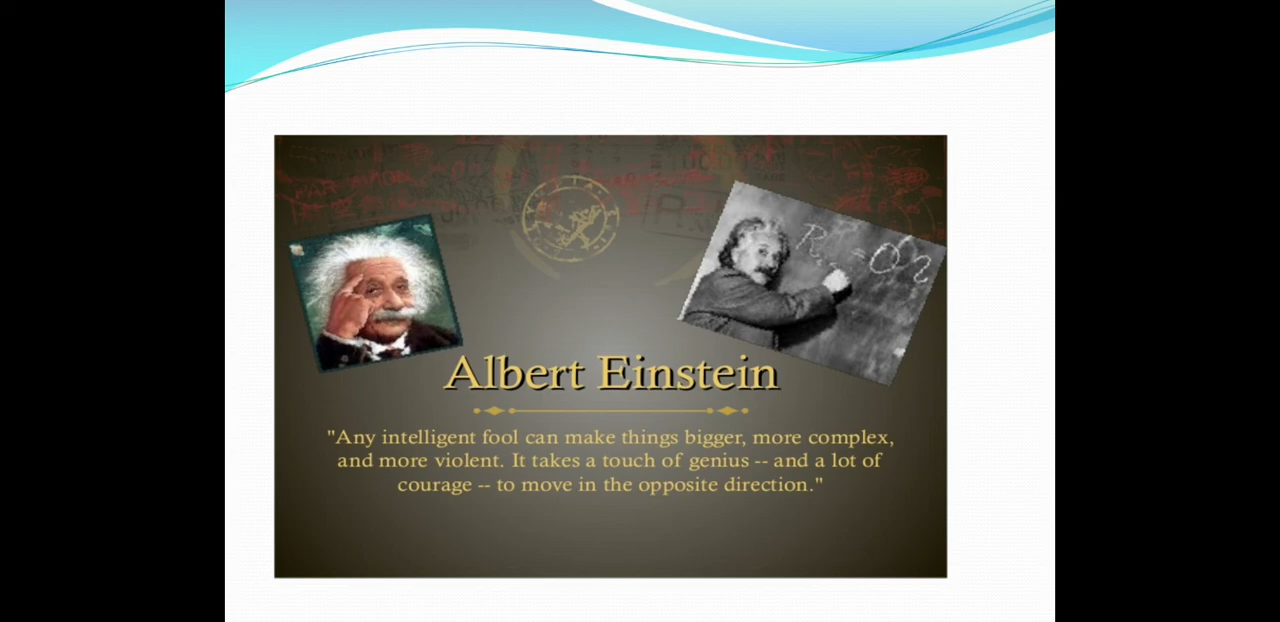 Albert Einstein
"Any intelligent fool can make things bigger, more complex,
and more violent. It takes a touch of genius -- and a lot of
courage -- to move in the opposite direction."